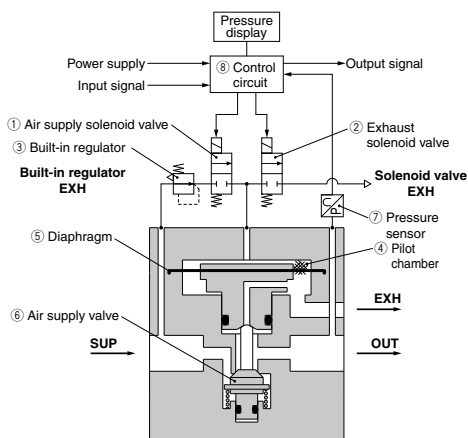 Pressure
display
Power supply
Input signal
⑧ Control
circuit
Output signal
① Air supply solenoid valve
③ Built-in regulator
② Exhaust
solenoid valve
Built-in regulator
EXH
Solenoid valve
EXH
P
U
⑦ Pressure
sensor
⑤ Diaphragm
④ Pilot
chamber
EXH
⑥ Air supply valve
SUP
OUT